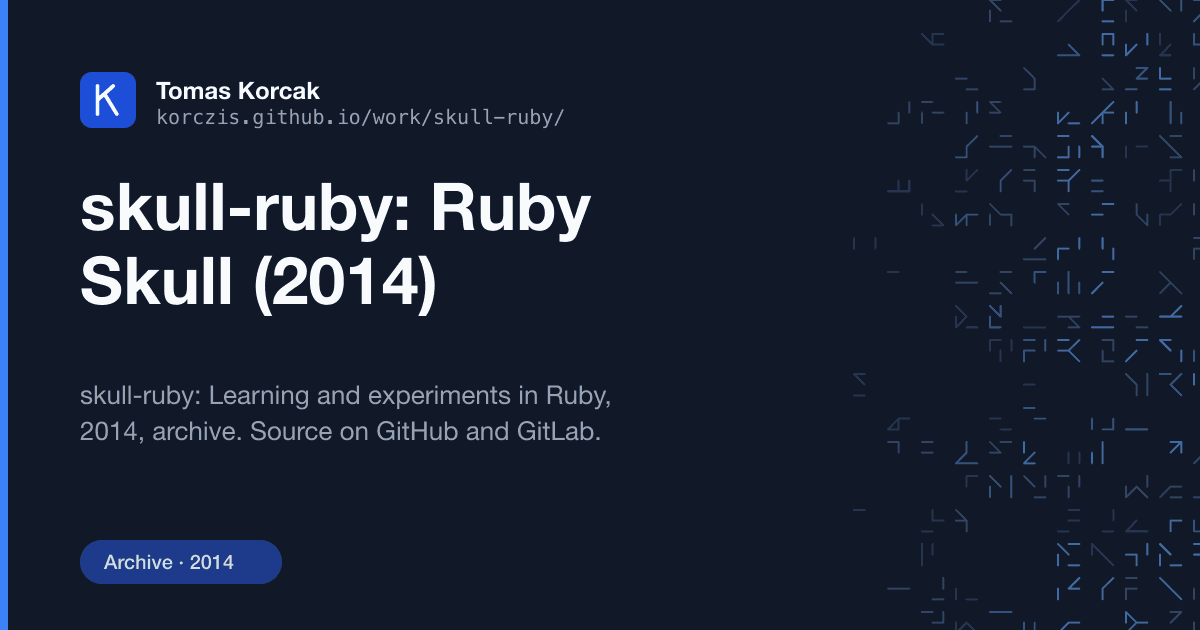 K
Tomas Korcak
korczis.github.io/work/skull-ruby/
skull-ruby: Ruby
Skull (2014)
skull-ruby: Learning and experiments in Ruby,
2014, archive. Source on GitHub and GitLab.
Archive · 2014